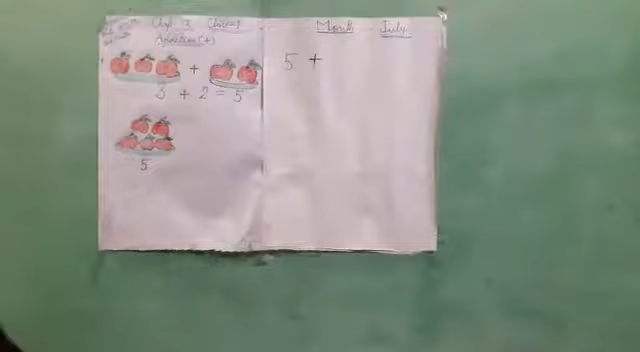 Addition (+)
+
3 + 2 = 5
5
Month July
5 +